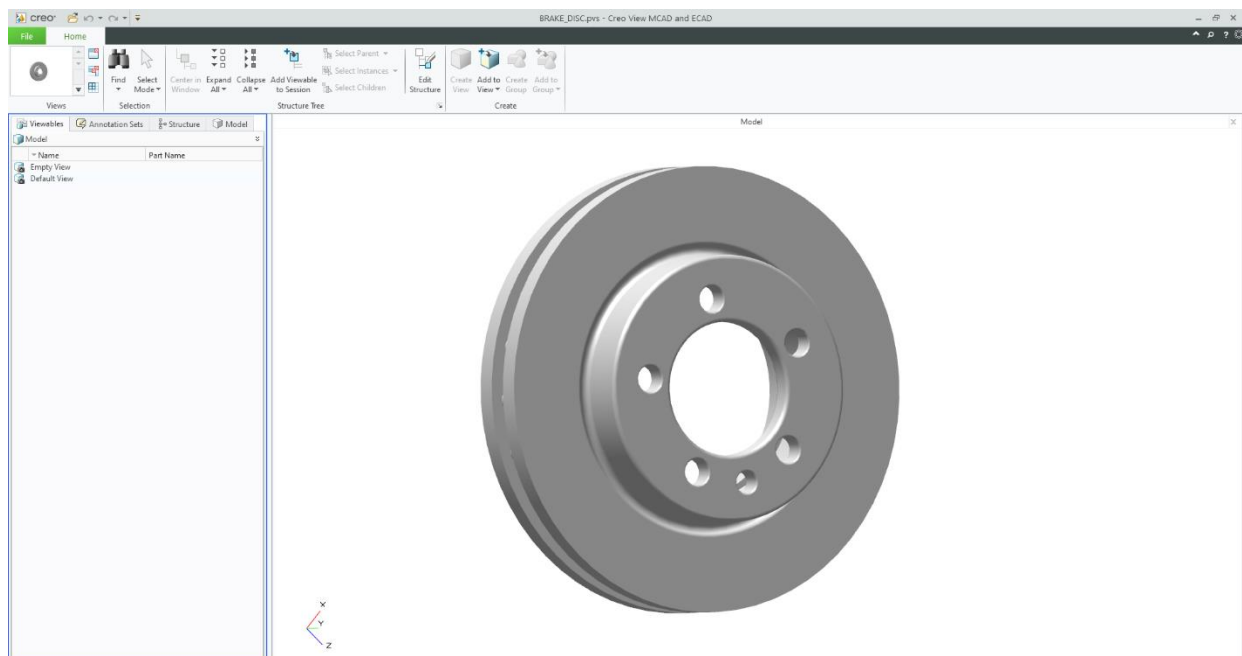 creo BRAKE_DISC.pvs - Creo View MCAD and ECAD
File Home ?
Find Select Mode Center in Window Expand All Collapse All Add Viewable to Session Select Parent Edit Structure Create View Add to View Create Group Add to Group
Select Instances
Select Children
Views Selection Structure Tree Create
Viewables Annotation Sets Structure Model Model
Model
Name Part Name
Empty View
Default View
X
Y
Z